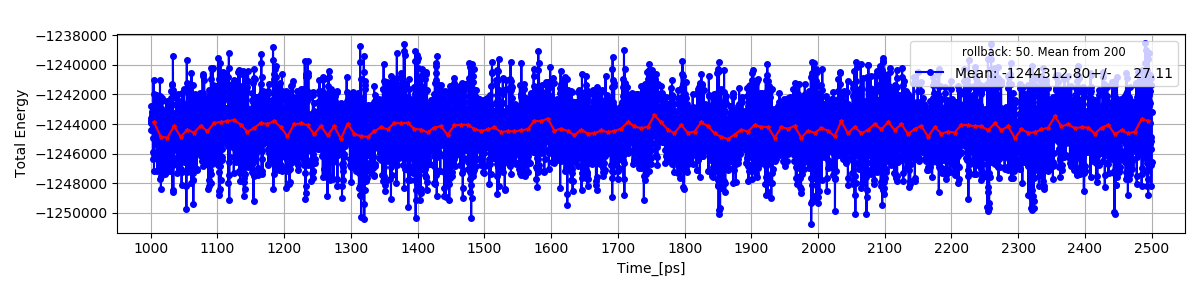 −1238000
−1240000
−1242000
−1244000
−1246000
−1248000
−1250000
Total Energy
rollback: 50. Mean from 200
Mean: -1244312.80+/- 27.11
1000 1100 1200 1300 1400 1500 1600 1700 1800 1900 2000 2100 2200 2300 2400 2500
Time_[ps]